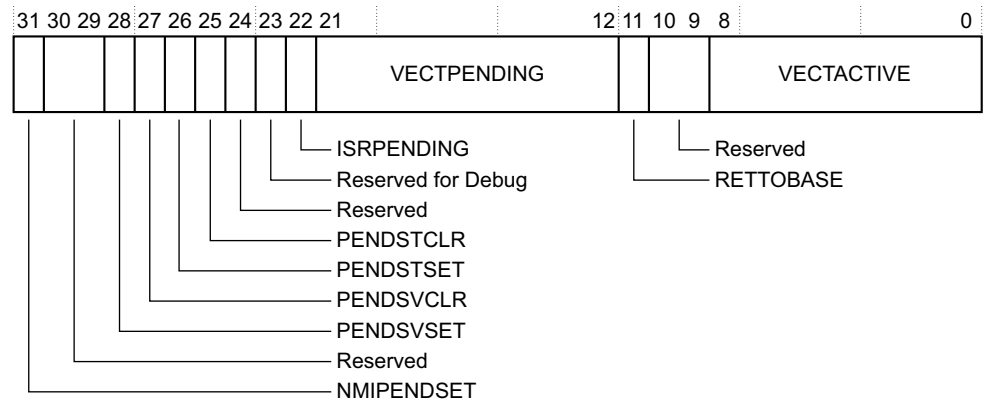 31 30 29 28 27 26 25 24 23 22 21 12 11 10 9 8 0
VECTPENDING VECTACTIVE
ISRPENDING Reserved
Reserved for Debug RETTOBASE
Reserved
PENDSTCLR
PENDSTSET
PENDSVCLR
PENDSVSET
Reserved
NMIPENDSET